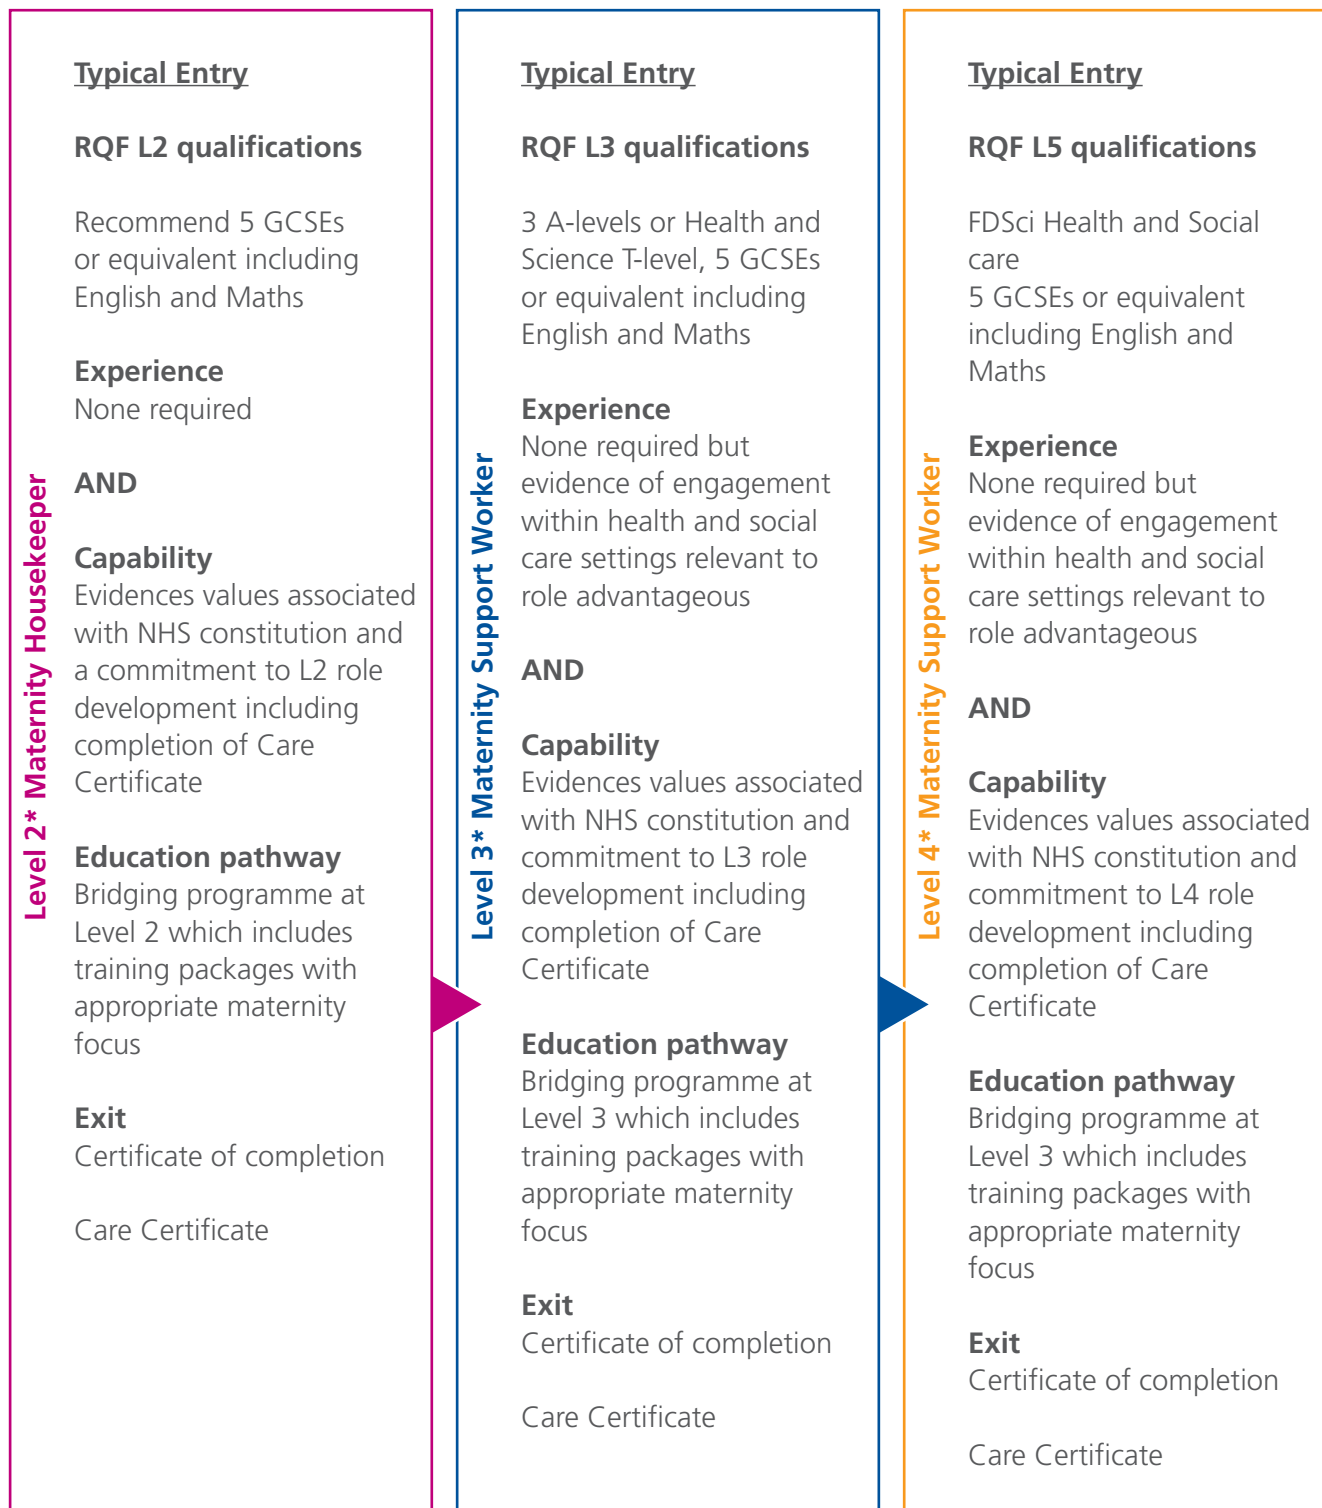 Level 2* Maternity Housekeeper
Typical Entry
RQF L2 qualifications
Recommend 5 GCSEs
or equivalent including
English and Maths
Experience
None required
AND
Capability
Evidences values associated
with NHS constitution and
a commitment to L2 role
development including
completion of Care
Certificate
Education pathway
Bridging programme at
Level 2 which includes
training packages with
appropriate maternity
focus
Exit
Certificate of completion
Care Certificate
Level 3* Maternity Support Worker
Typical Entry
RQF L3 qualifications
3 A-levels or Health and
Science T-level, 5 GCSEs
or equivalent including
English and Maths
Experience
None required but
evidence of engagement
within health and social
care settings relevant to
role advantageous
AND
Capability
Evidences values associated
with NHS constitution and
commitment to L3 role
development including
completion of Care
Certificate
Education pathway
Bridging programme at
Level 3 which includes
training packages with
appropriate maternity
focus
Exit
Certificate of completion
Care Certificate
Level 4* Maternity Support Worker
Typical Entry
RQF L5 qualifications
FDSci Health and Social
care
5 GCSEs or equivalent
including English and
Maths
Experience
None required but
evidence of engagement
within health and social
care settings relevant to
role advantageous
AND
Capability
Evidences values associated
with NHS constitution and
commitment to L4 role
development including
completion of Care
Certificate
Education pathway
Bridging programme at
Level 3 which includes
training packages with
appropriate maternity
focus
Exit
Certificate of completion
Care Certificate